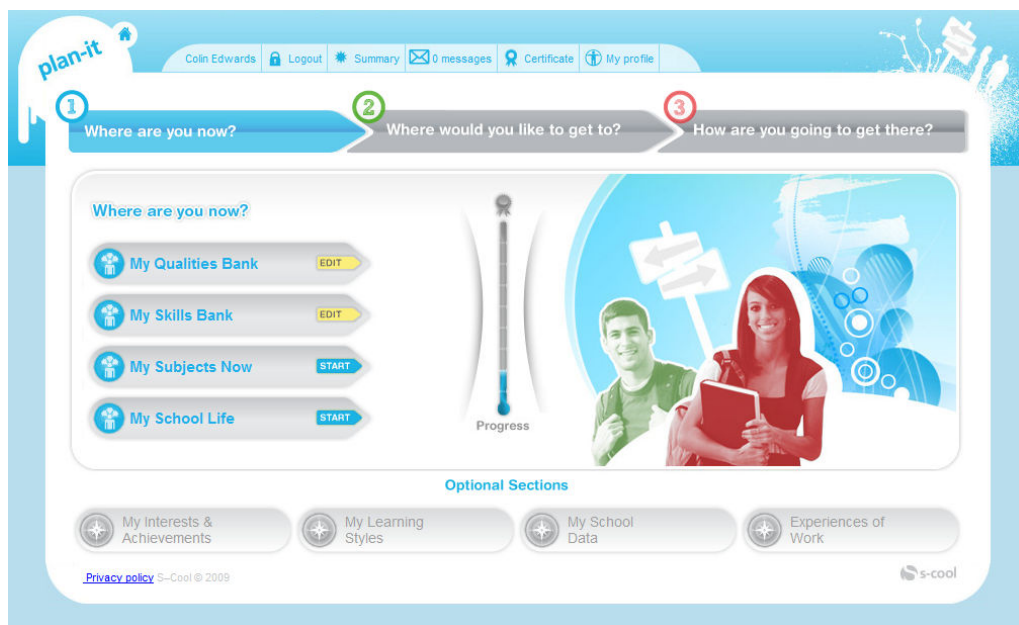 plan-it
Colin Edwards Logout Summary 0 messages Certificate My profile
1 2 3
Where are you now? Where would you like to get to? How are you going to get there?
Where are you now?
My Qualities Bank EDIT
My Skills Bank EDIT
My Subjects Now START
My School Life START
Progress
Optional Sections
My Interests &
Achievements
My Learning
Styles
My School
Data
Experiences of
Work
Privacy policy S-Cool © 2009
s-cool